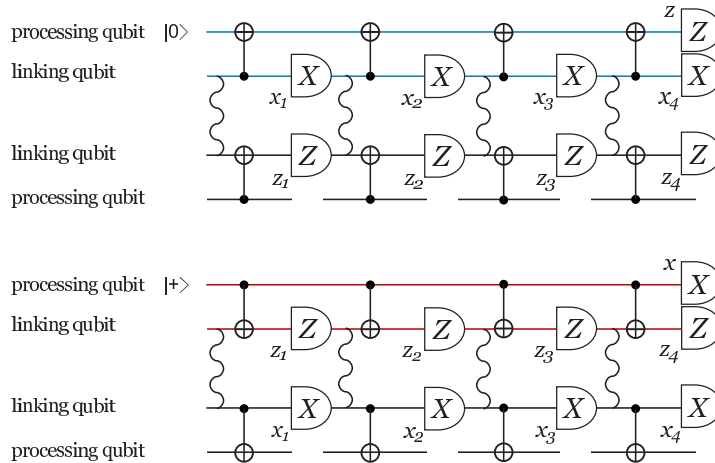 z
processing qubit |0> Z
linking qubit X X X X
x1 x2 x3 x4
linking qubit Z Z Z Z
z1 z2 z3 z4
processing qubit
x
processing qubit |+> X
linking qubit Z Z Z Z
z1 z2 z3 z4
linking qubit X X X X
x1 x2 x3 x4
processing qubit